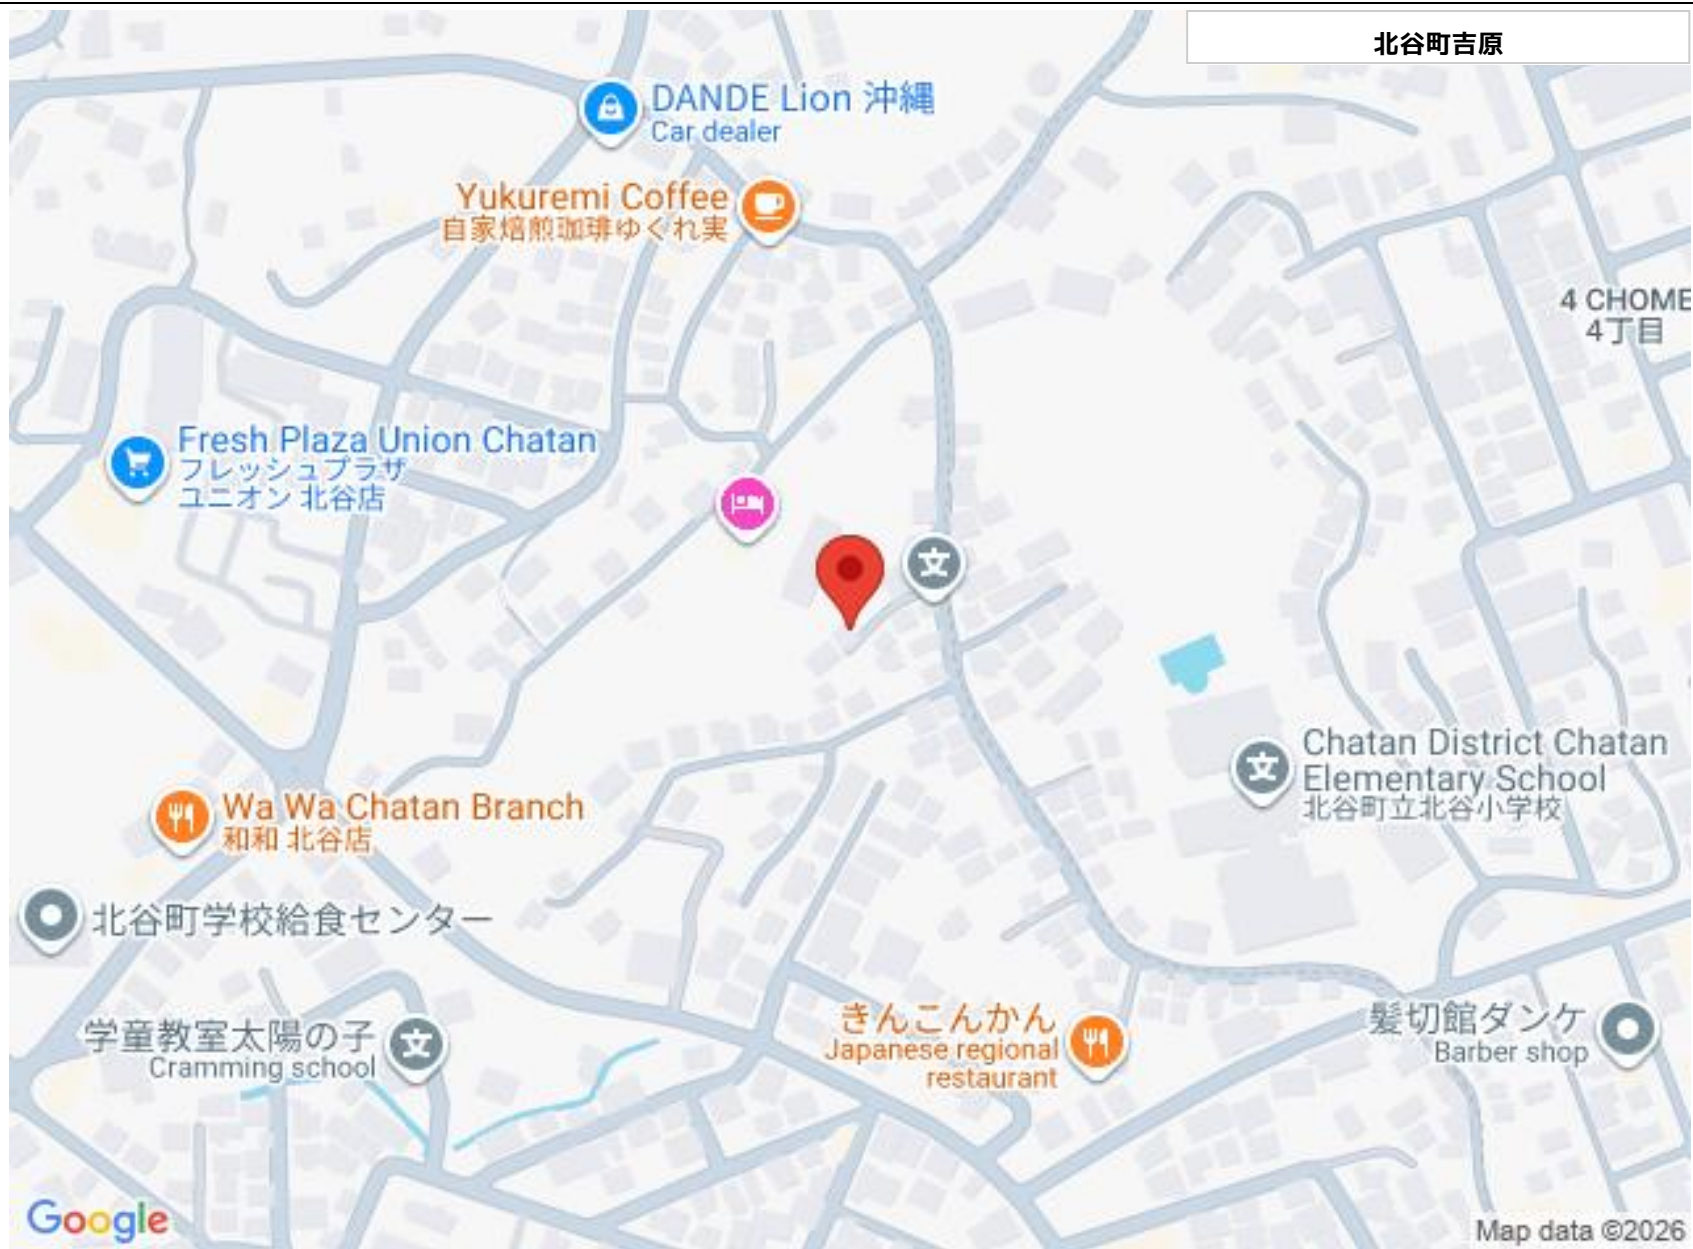 北谷町吉原
DANDE Lion 沖縄
Car dealer
Yukuremi Coffee
自家焙煎珈琲ゆくれ実
4 CHOME
4丁目
Fresh Plaza Union Chatan
フレッシュプラザ
ユニオン 北谷店
Chatan District Chatan
Elementary School
北谷町立北谷小学校
Wa Wa Chatan Branch
和和 北谷店
北谷町学校給食センター
学童教室太陽の子
Cramming school
きんこんかん
Japanese regional
restaurant
髪切館ダンケ
Barber shop
Google
Map data ©2026
文
文
文